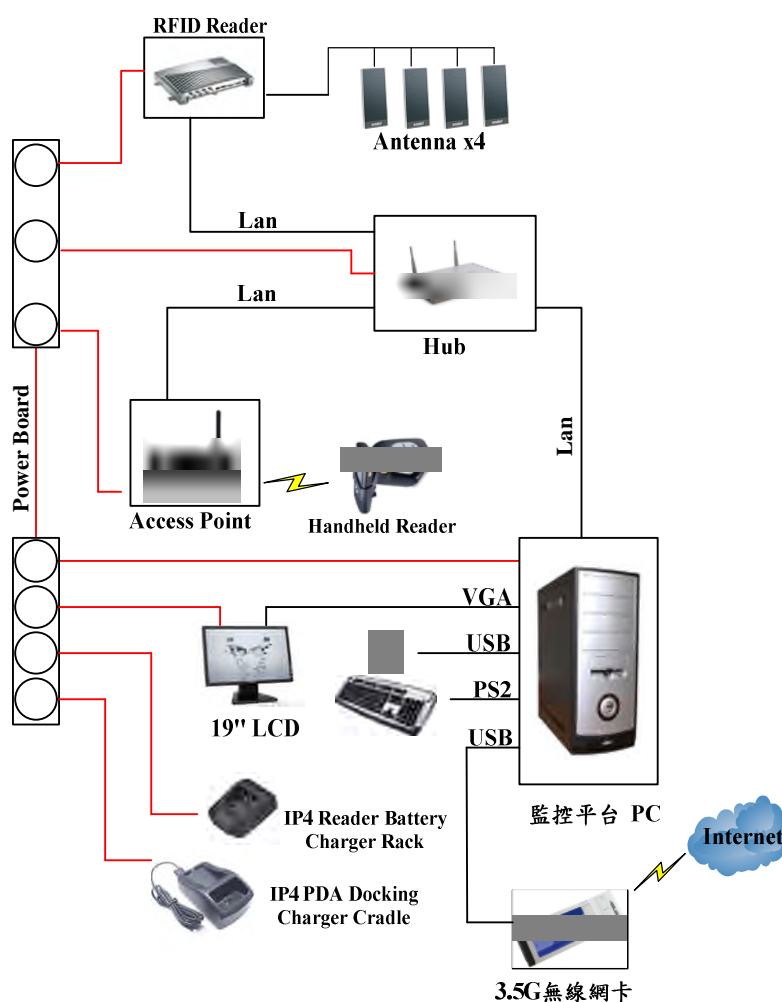 RFID Reader
Antenna x4
Lan
Lan
Hub
Power Board
Lan
Access Point
Handheld Reader
VGA
USB
PS2
USB
19" LCD
IP4 Reader Battery
Charger Rack
監控平台 PC
Internet
IP4 PDA Docking
Charger Cradle
3.5G無線網卡